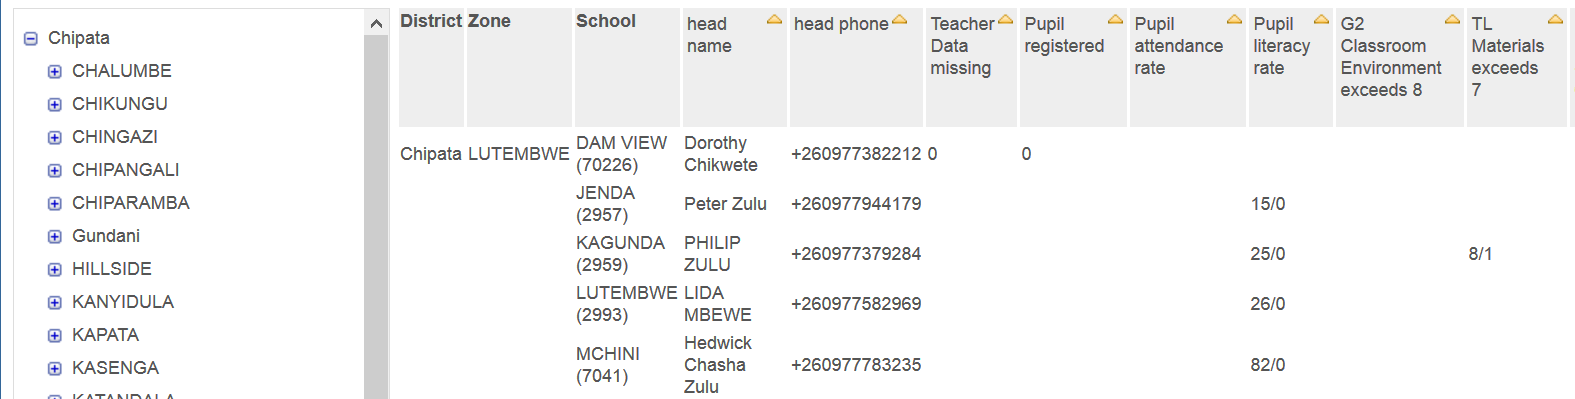 Chipata
CHALUMBE
CHIKUNGU
CHINGAZI
CHIPANGALI
CHIPARAMBA
Gundani
HILLSIDE
KANYIDULA
KAPATA
KASENGA
KATANDALA
District Zone School head name head phone Teacher Data missing Pupil registered Pupil attendance rate Pupil literacy rate G2 Classroom Environment exceeds 8 TL Materials exceeds 7
Chipata LUTEMBWE DAM VIEW (70226) Dorothy Chikwete +260977382212 0 0
JENDA (2957) Peter Zulu +260977944179 15/0
KAGUNDA (2959) PHILIP ZULU +260977379284 25/0 8/1
LUTEMBWE (2993) LIDA MBEWE +260977582969 26/0
MCHINI (7041) Hedwick Chasha Zulu +260977783235 82/0